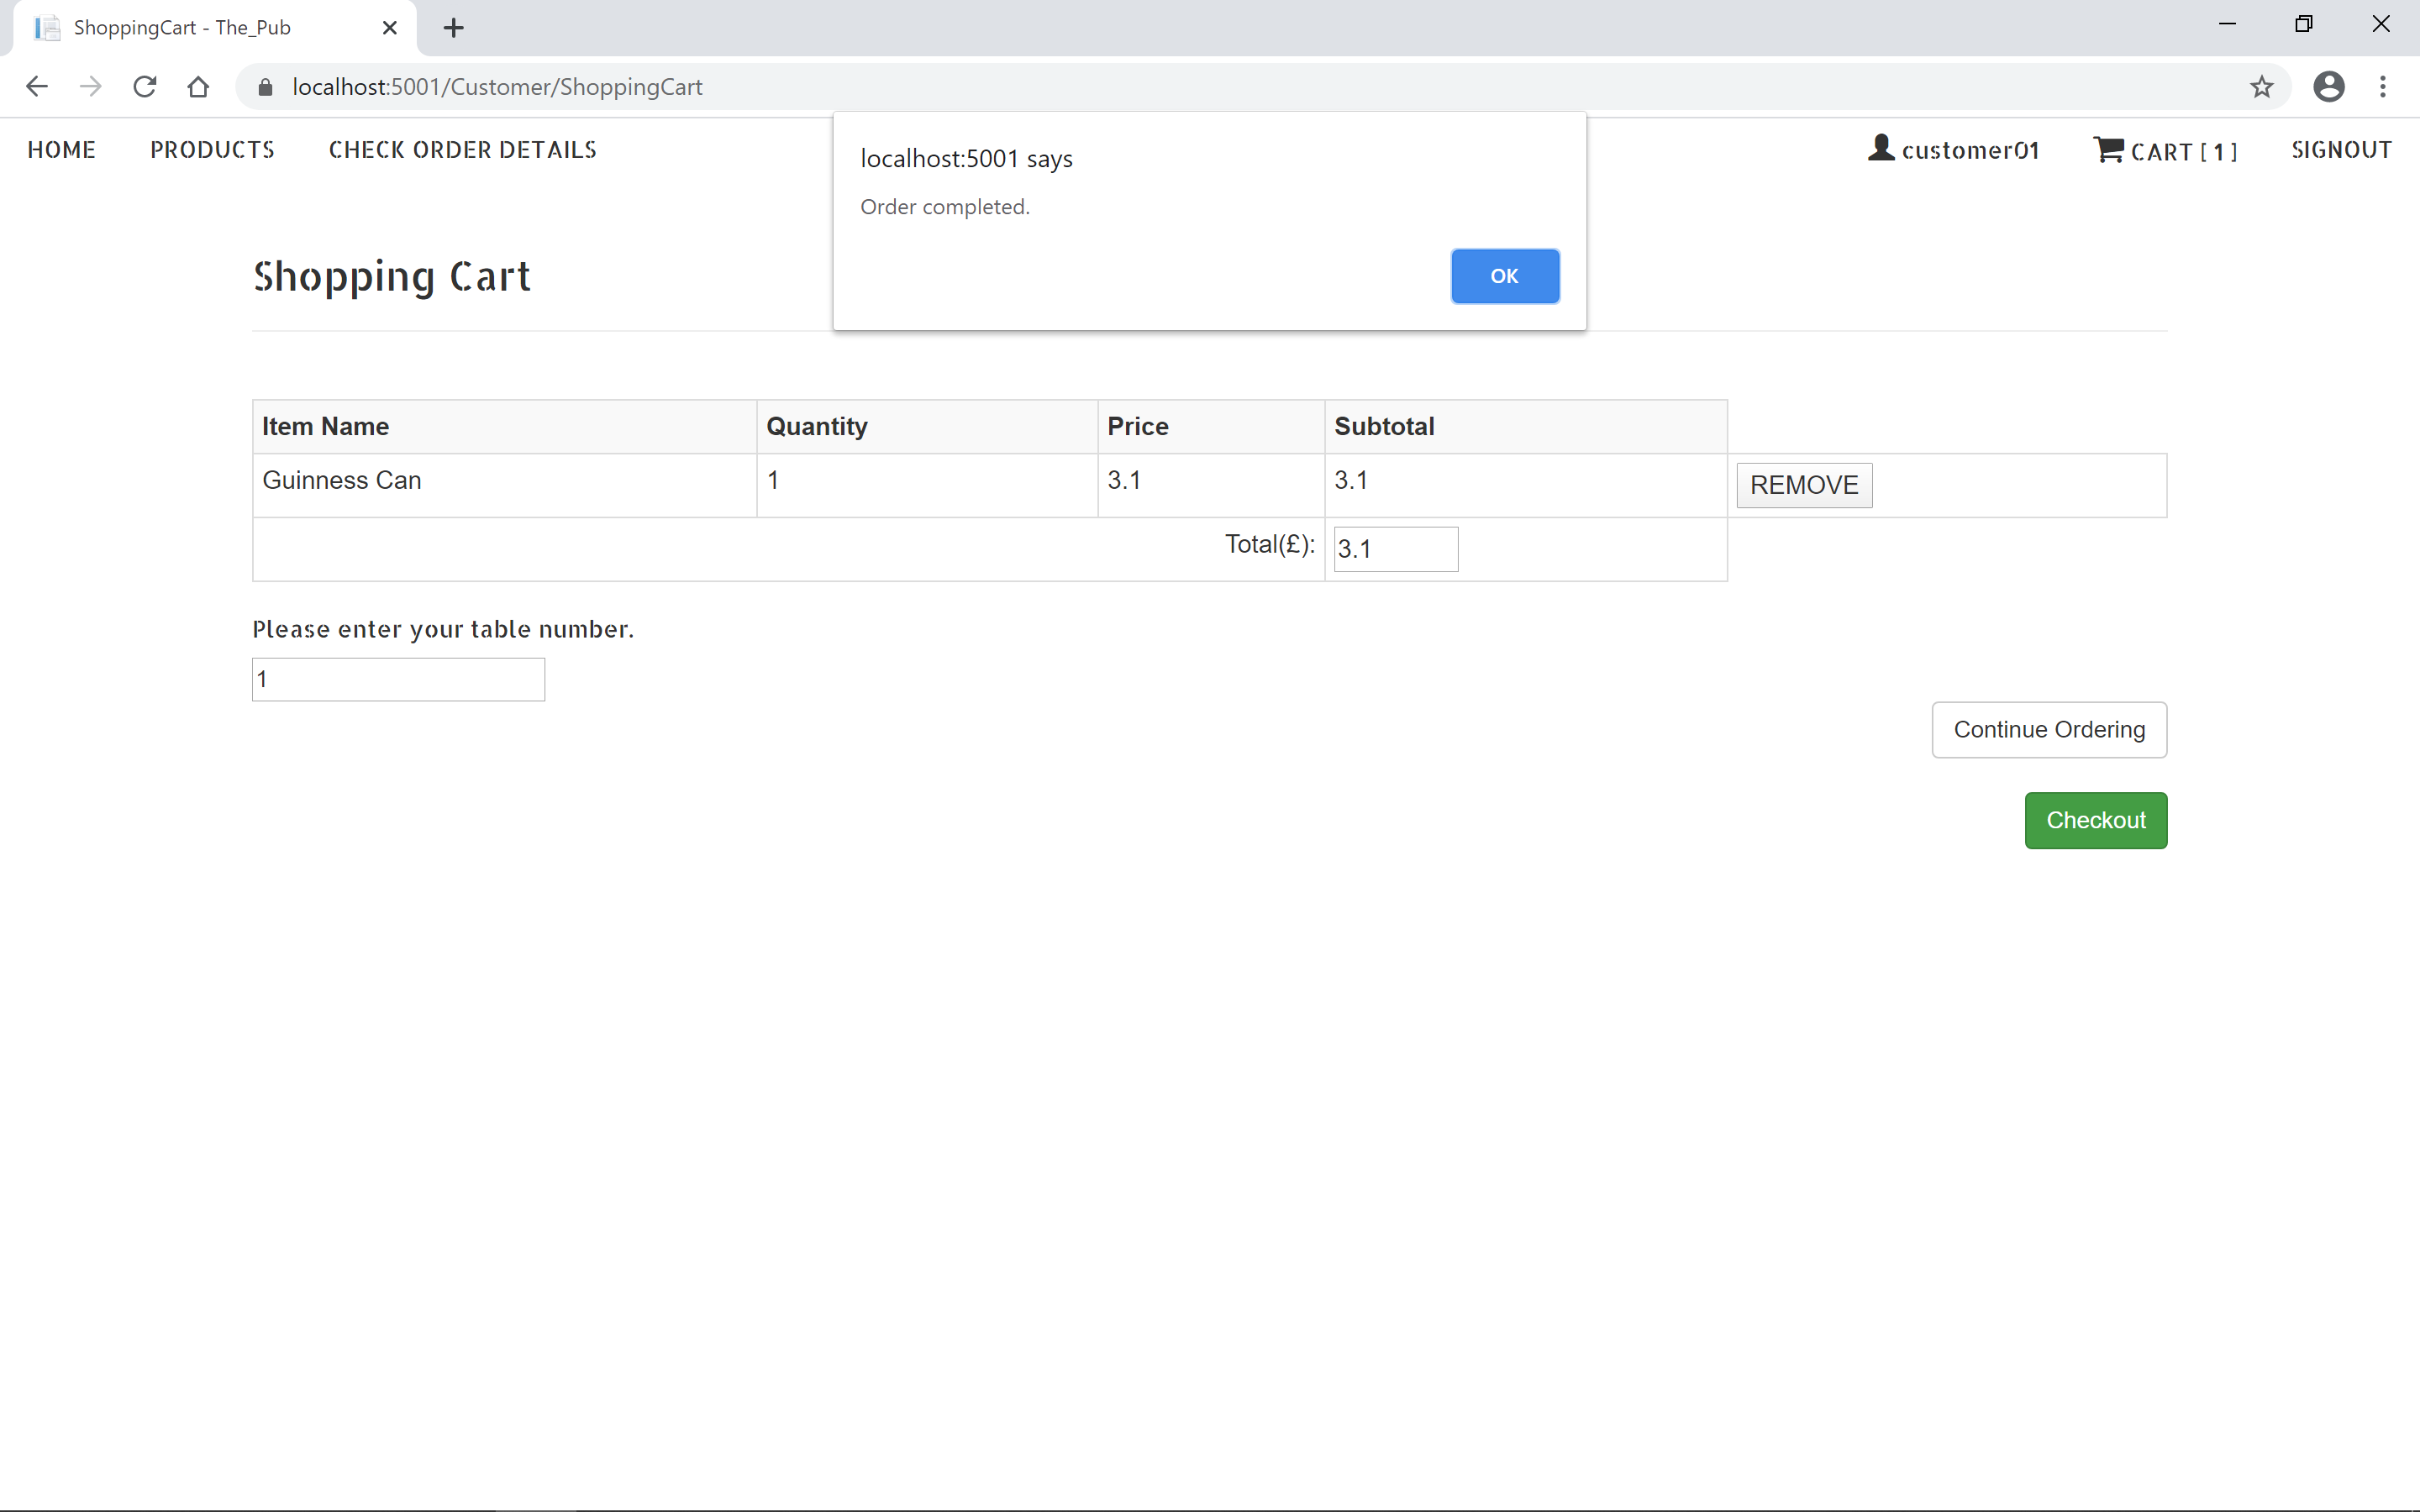 ShoppingCart - The_Pub
localhost:5001/Customer/ShoppingCart
HOME PRODUCTS CHECK ORDER DETAILS customer01 CART [ 1 ] SIGNOUT
localhost:5001 says
Order completed.
OK
Shopping Cart
Item Name Quantity Price Subtotal
Guinness Can 1 3.1 3.1 REMOVE
Total(£): 3.1
Please enter your table number.
1
Continue Ordering
Checkout